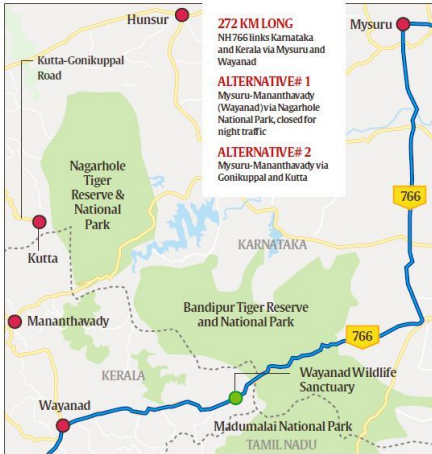 Hunsur
Mysuru
272 KM LONG
NH 766 links Karnataka
and Kerala via Mysuru and
Wayanad
ALTERNATIVE# 1
Mysuru-Mananthavady
(Wayanad) via Nagarhole
National Park, closed for
night traffic
ALTERNATIVE# 2
Mysuru-Mananthavady via
Gonikuppal and Kutta
Kutta-Gonikuppal
Road
Nagarhole
Tiger
Reserve &
National
Park
766
Kutta
KARNATAKA
Bandipur Tiger Reserve
and National Park
Mananthavady
766
KERALA
Wayanad Wildlife
Sanctuary
Wayanad
Madumalai National Park
TAMIL NADU